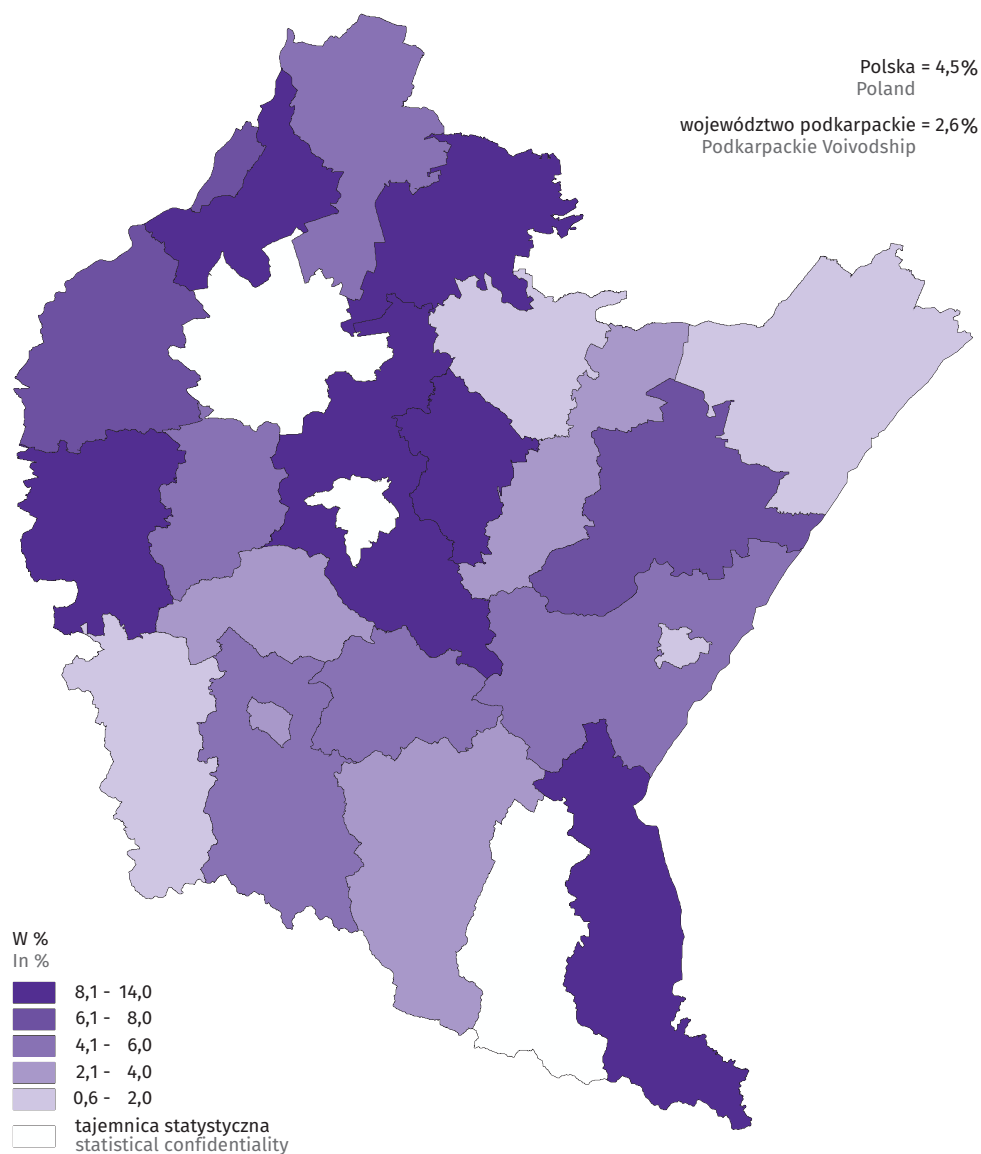 Polska = 4,5%
Poland
województwo podkarpackie = 2,6%
Podkarpackie Voivodship
W %
In %
8,1 - 14,0
6,1 - 8,0
4,1 - 6,0
2,1 - 4,0
0,6 - 2,0
tajemnica statystyczna
statistical confidentiality